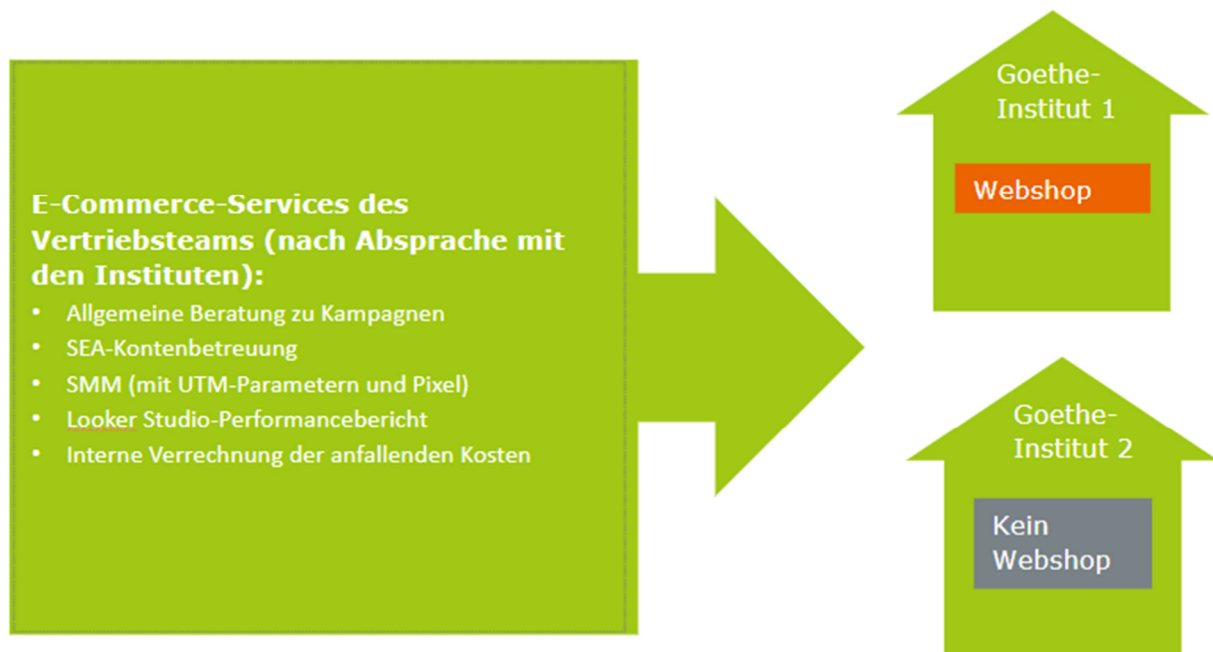 E-Commerce-Services des
Vertriebsteams (nach Absprache mit
den Instituten):
• Allgemeine Beratung zu Kampagnen
• SEA-Kontenbetreuung
• SMM (mit UTM-Parametern und Pixel)
• Looker Studio-Performancebericht
• Interne Verrechnung der anfallenden Kosten
Goethe-
Institut 1
Webshop
Goethe-
Institut 2
Kein
Webshop